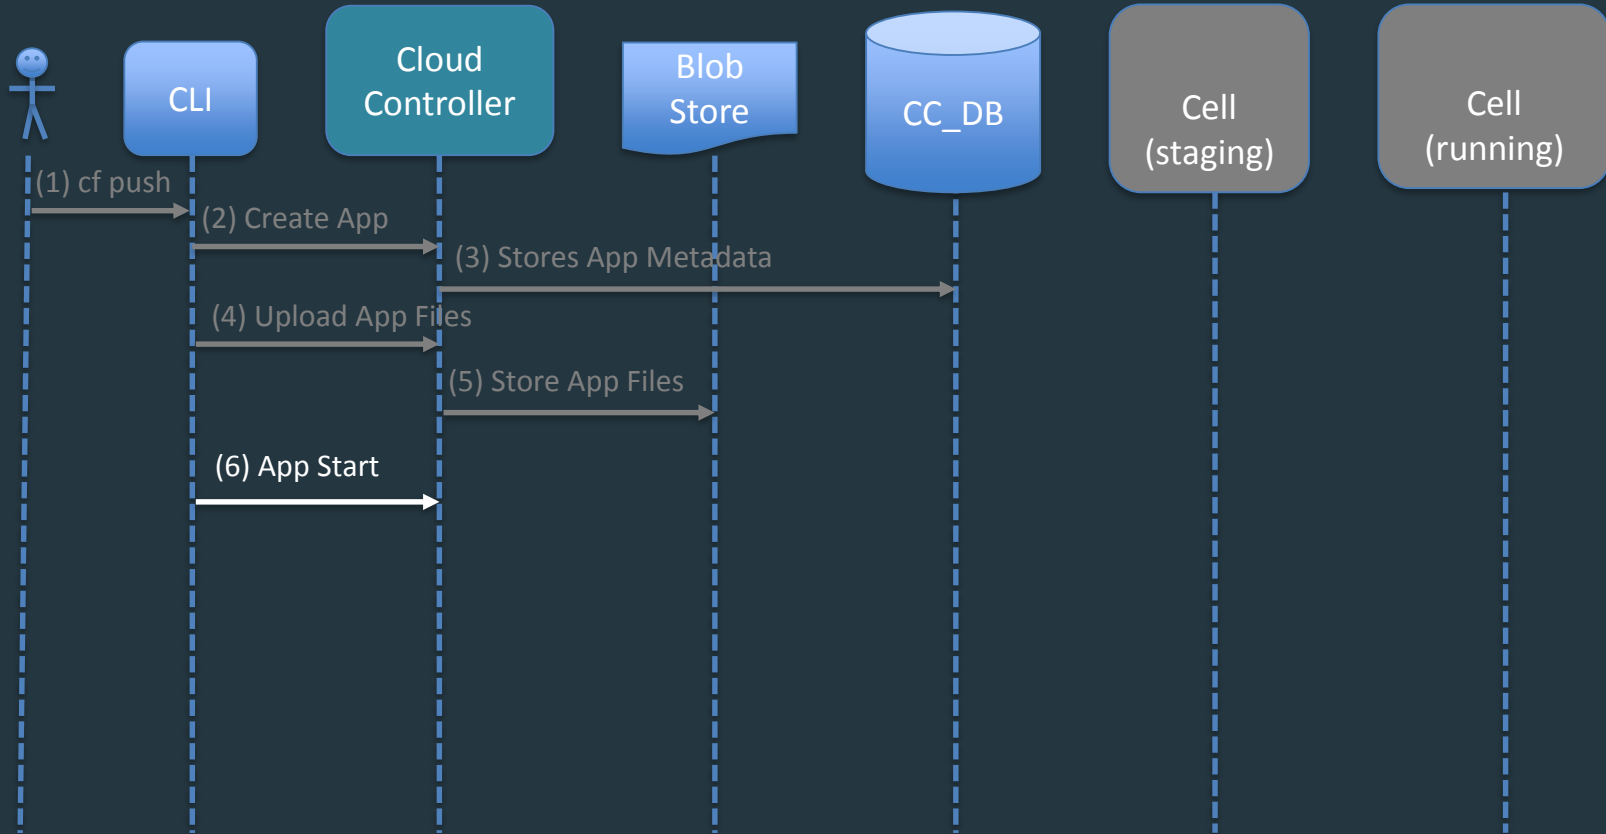 CLI
Cloud
Controller
Blob
Store
CC_DB
Cell
(staging)
Cell
(running)
(1) cf push
(2) Create App
(3) Stores App Metadata
(4) Upload App Files
(5) Store App Files
(6) App Start